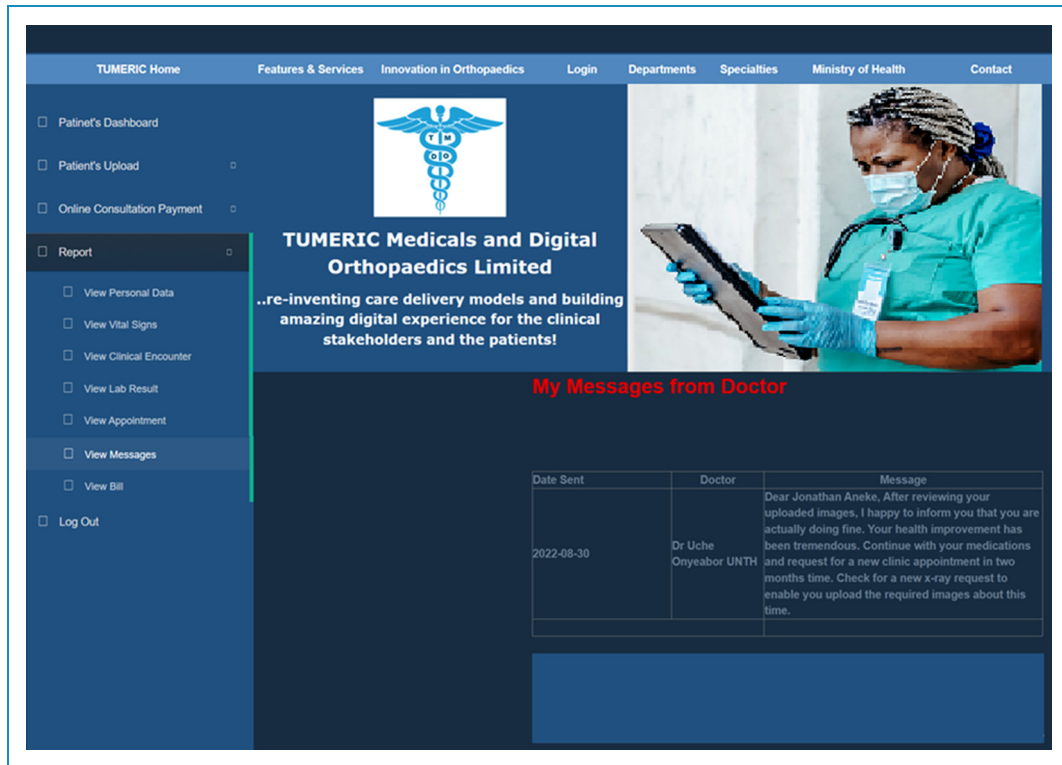 TUMERIC Home Features & Services Innovation in Orthopaedics Login Departments Specialties Ministry of Health Contact
Patinet's Dashboard
Patient's Upload
Online Consultation Payment
Report
View Personal Data
View Vital Signs
View Clinical Encounter
View Lab Result
View Appointment
View Messages
View Bill
Log Out
T M
D O
TUMERIC Medicals and Digital
Orthopaedics Limited
..re-inventing care delivery models and building
amazing digital experience for the clinical
stakeholders and the patients!
My Messages from Doctor
Date Sent Doctor Message
2022-08-30
Dr Uche
Onyeabor UNTH
Dear Jonathan Aneke, After reviewing your
uploaded images, I happy to inform you that you are
actually doing fine. Your health improvement has
been tremendous. Continue with your medications
and request for a new clinic appointment in two
months time. Check for a new x-ray request to
enable you upload the required images about this
time.